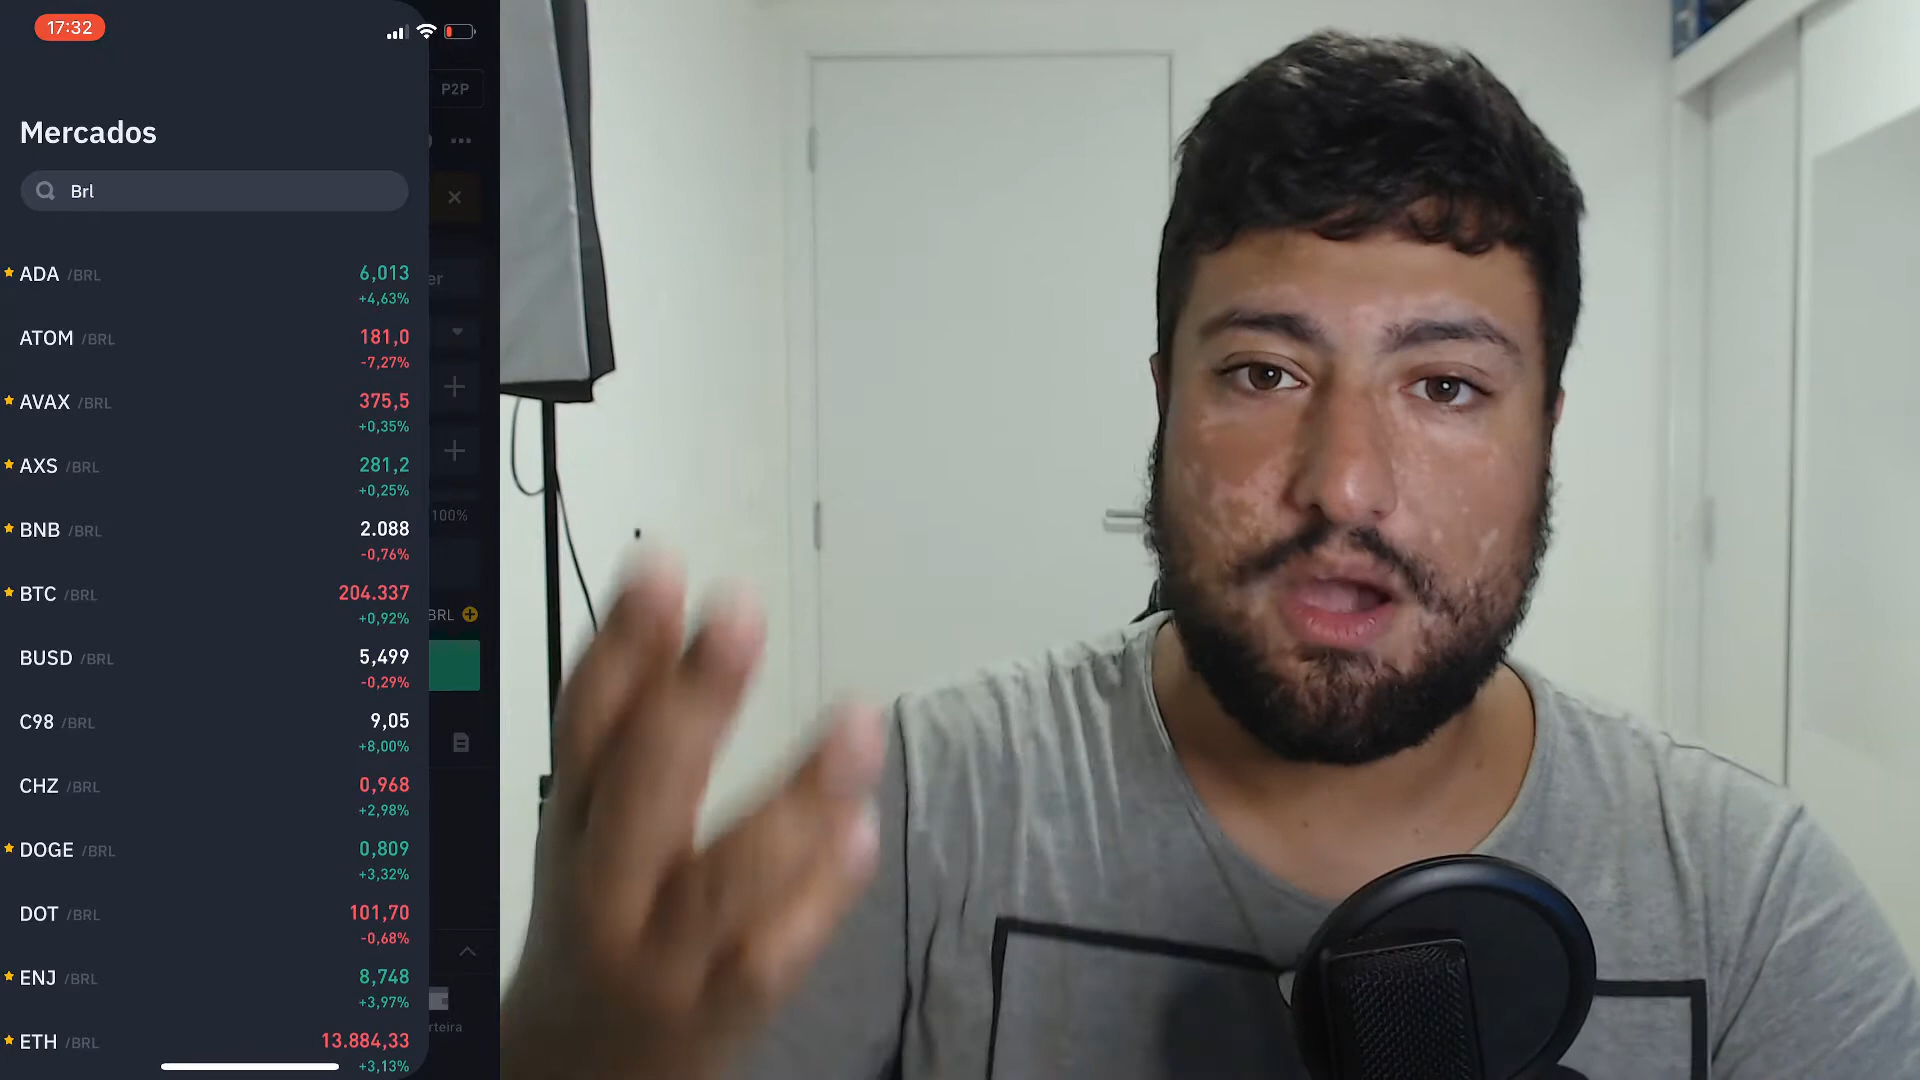 17:32
P2P
Mercados
Brl
ADA /BRL 6,013
+4,63%
ATOM /BRL 181,0
-7,27%
AVAX /BRL 375,5
+0,35%
AXS /BRL 281,2
+0,25%
100%
BNB /BRL 2.088
-0,76%
BTC /BRL 204.337
+0,92%
BRL
BUSD /BRL 5,499
-0,29%
C98 /BRL 9,05
+8,00%
CHZ /BRL 0,968
+2,98%
DOGE /BRL 0,809
+3,32%
DOT /BRL 101,70
-0,68%
ENJ /BRL 8,748
+3,97%
rteira
ETH /BRL 13.884,33
+3,13%